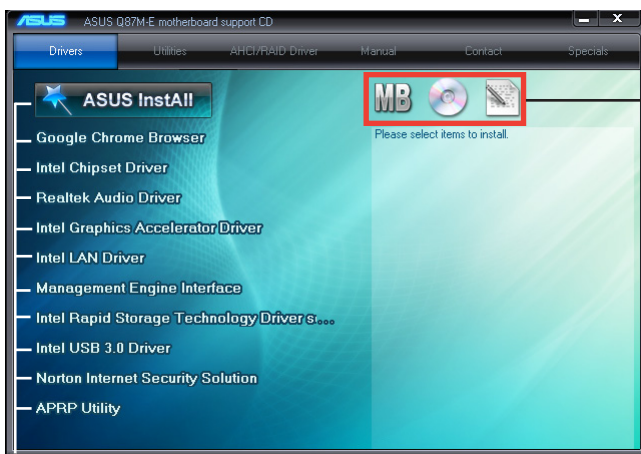 ASUS ASUS Q87M-E motherboard support CD
Drivers Utilities AHCI/RAID Driver Manual Contact Specials
ASUS InstAll
MB
Please select items to install.
Google Chrome Browser
Intel Chipset Driver
Realtek Audio Driver
Intel Graphics Accelerator Driver
Intel LAN Driver
Management Engine Interface
Intel Rapid Storage Technology Driver s...
Intel USB 3.0 Driver
Norton Internet Security Solution
APRP Utility